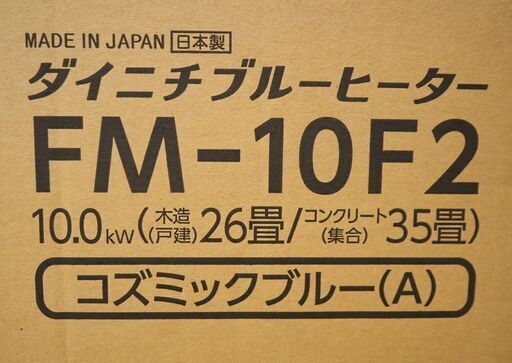 MADE IN JAPAN 日本製
ダイニチブルーヒーター
FM-10F2
10.0kW(木造(戸建)26畳/コンクリート(集合)35畳)
コズミックブルー(A)